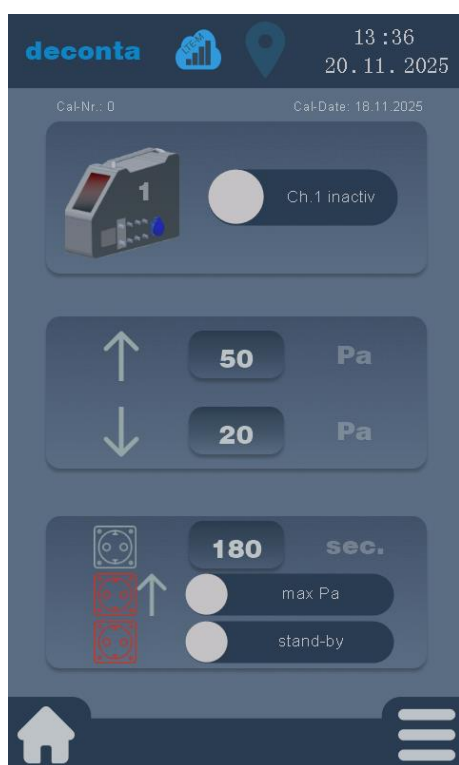 deconta
LTEM
13:36
20.11.2025
Cal-Nr.: 0
Cal-Date: 18.11.2025
1
Ch.1 inactiv
50 Pa
20 Pa
180 sec.
max Pa
stand-by